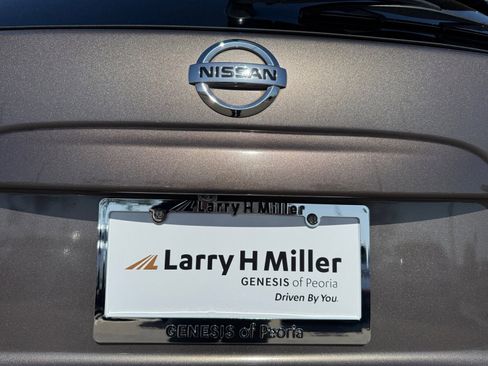 NISSAN
Larry H Miller
Larry H Miller
GENESIS of Peoria
Driven By You.
GENESIS of Peoria